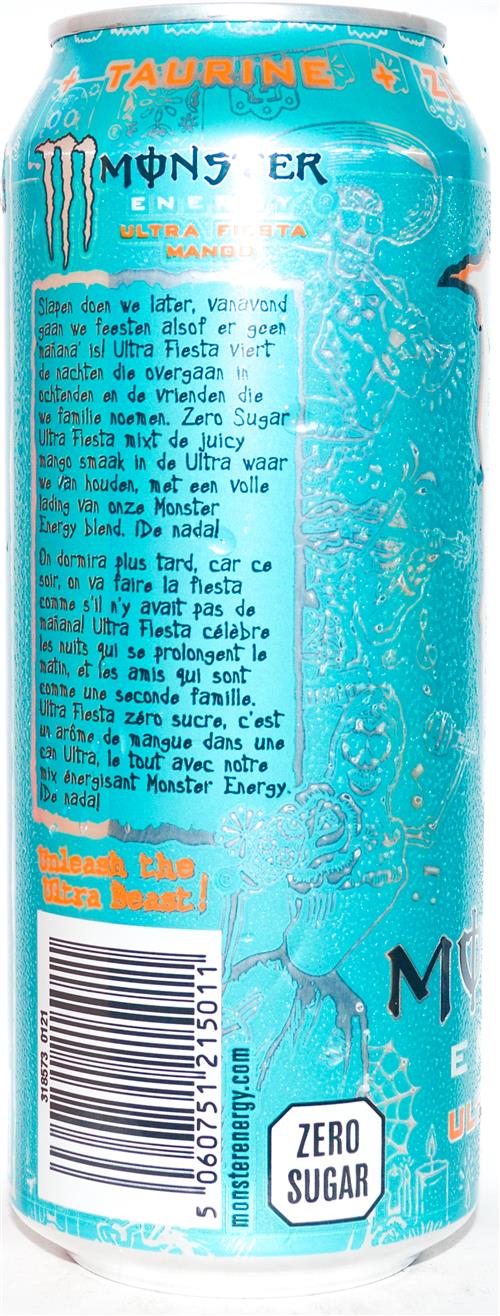 + TAURINE + ZE
MONSTER
ENERGY
ULTRA FIESTA
MANGO
Slapen doen we later, vanavond
gaan we feesten alsof er geen
'mañana' is! Ultra Fiesta viert
de nachten die overgaan in
ochtenden en de vrienden die
we familie noemen. Zero Sugar
Ultra Fiesta mixt de juicy
mango smaak in de Ultra waar
we van houden, met een volle
lading van onze Monster
Energy blend. ¡De nada!
On dormira plus tard, car ce
soir, on va faire la fiesta
comme s'il n'y avait pas de
mañana! Ultra Fiesta célèbre
les nuits qui se prolongent le
matin, et les amis qui sont
comme une seconde famille.
Ultra Fiesta zéro sucre, c'est
un arôme de mangue dans une
can Ultra, le tout avec notre
mix énergisant Monster Energy.
¡De nada!
Unleash the
Ultra Beast!
318573 0121
5 060751 215011
monsterenergy.com
ZERO
SUGAR
M
E
UL